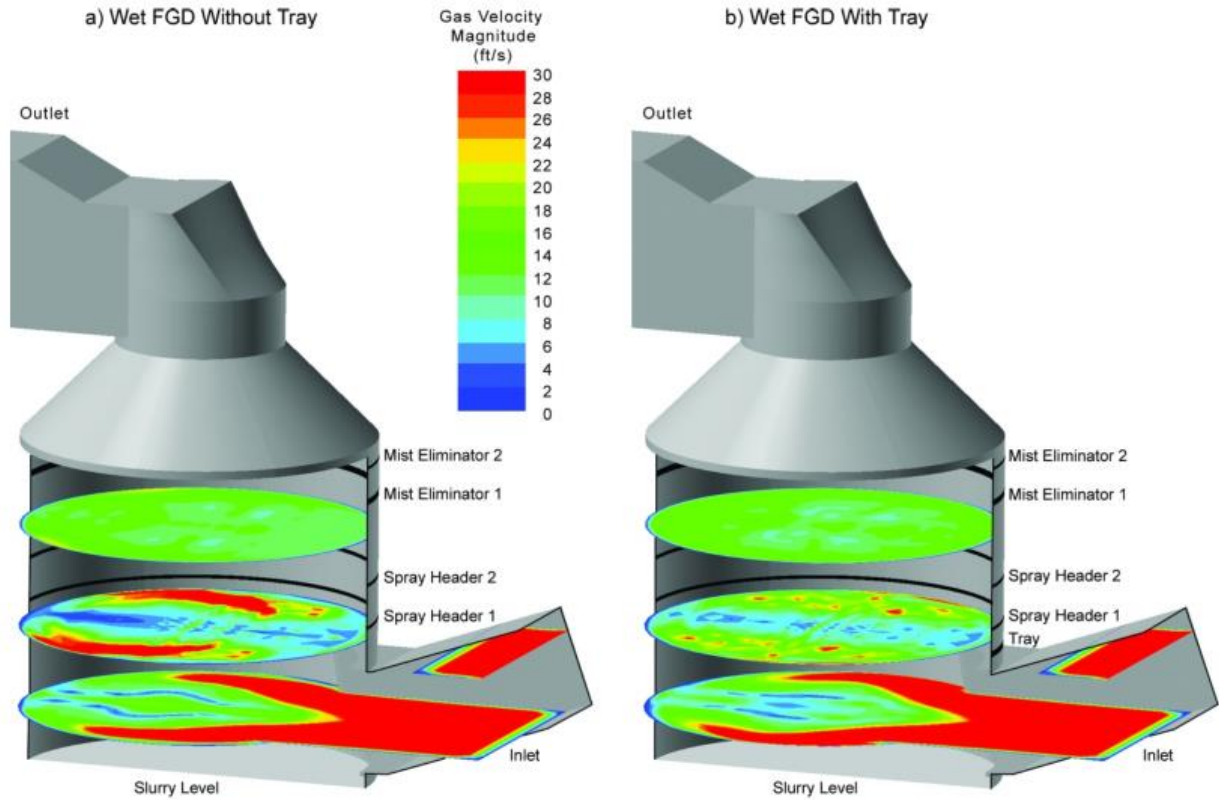 a) Wet FGD Without Tray
Gas Velocity
Magnitude
(ft/s)
30
28
26
24
22
20
18
14
12
10
8
6
4
2
0
Outlet
Mist Eliminator 2
Mist Eliminator 1
Spray Header 2
Spray Header 1
Inlet
Slurry Level
b) Wet FGD With Tray
Outlet
Mist Eliminator 2
Mist Eliminator 1
Spray Header 2
Spray Header 1
Tray
Inlet
Slurry Level